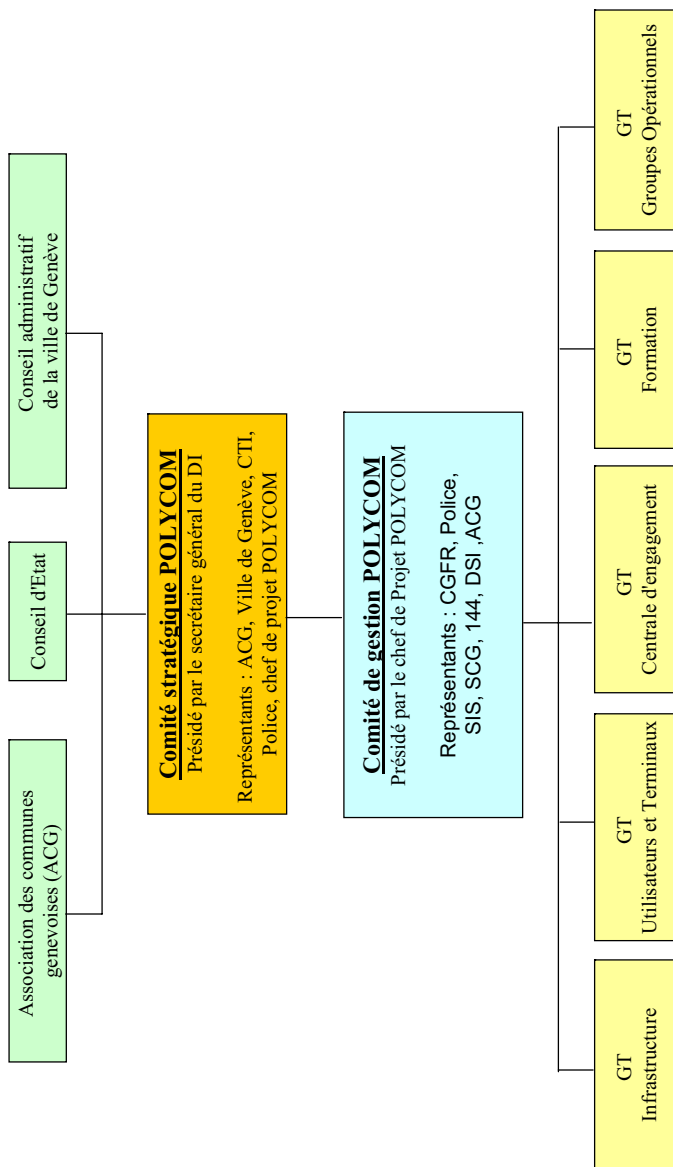 Association des communes
genevoises (ACG)
Conseil d'Etat
Conseil administratif
de la ville de Genève
Comité stratégique POLYCOM
Présidé par le secrétaire général du DI
Représentants : ACG, Ville de Genève, CTI,
Police, chef de projet POLYCOM
Comité de gestion POLYCOM
Présidé par le chef de Projet POLYCOM
Représentants : CGFR, Police,
SIS, SCG, 144, DSI ,ACG
GT
Infrastructure
GT
Utilisateurs et Terminaux
GT
Centrale d'engagement
GT
Formation
GT
Groupes Opérationnels